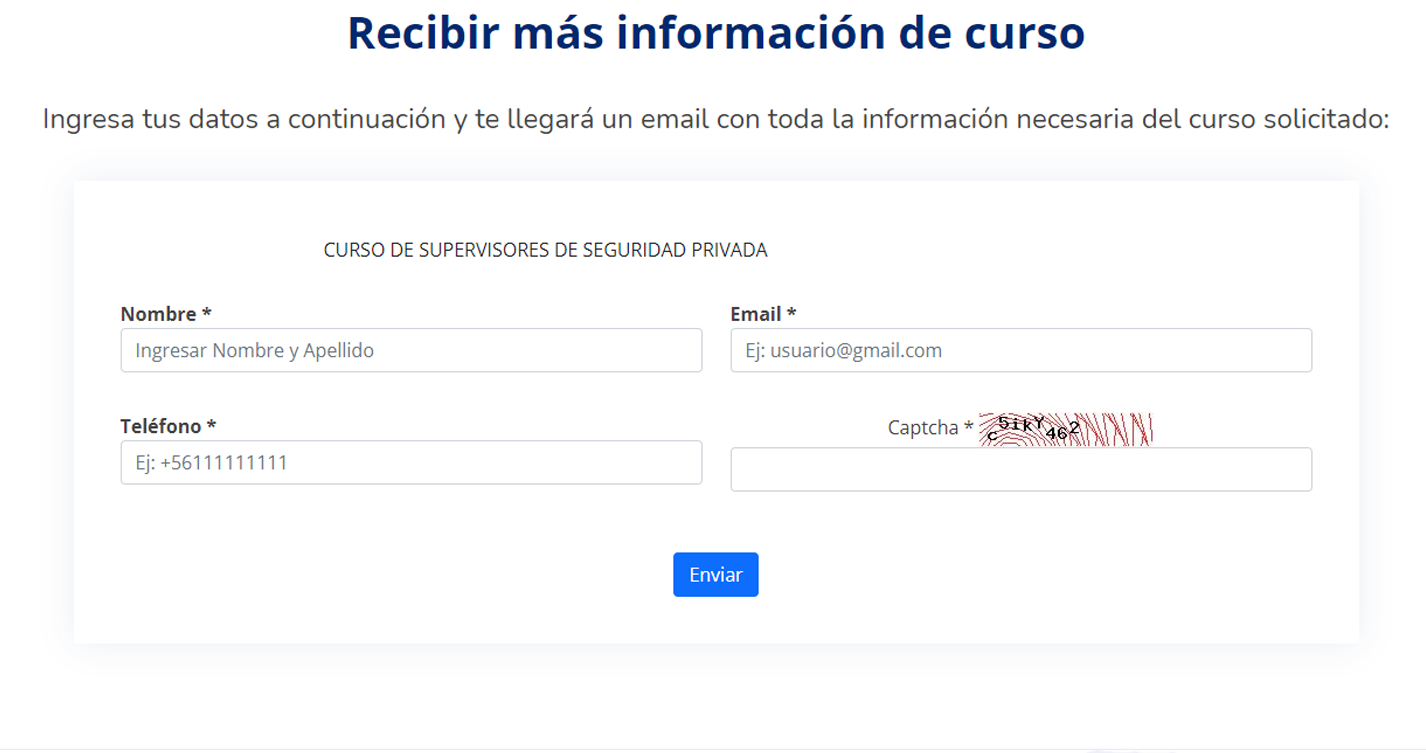 Recibir más información de curso
Ingresa tus datos a continuación y te llegará un email con toda la información necesaria del curso solicitado:
CURSO DE SUPERVISORES DE SEGURIDAD PRIVADA
Nombre *
Ingresar Nombre y Apellido
Email *
Ej: usuario@gmail.com
Teléfono *
Ej: +56111111111
Captcha *
Enviar